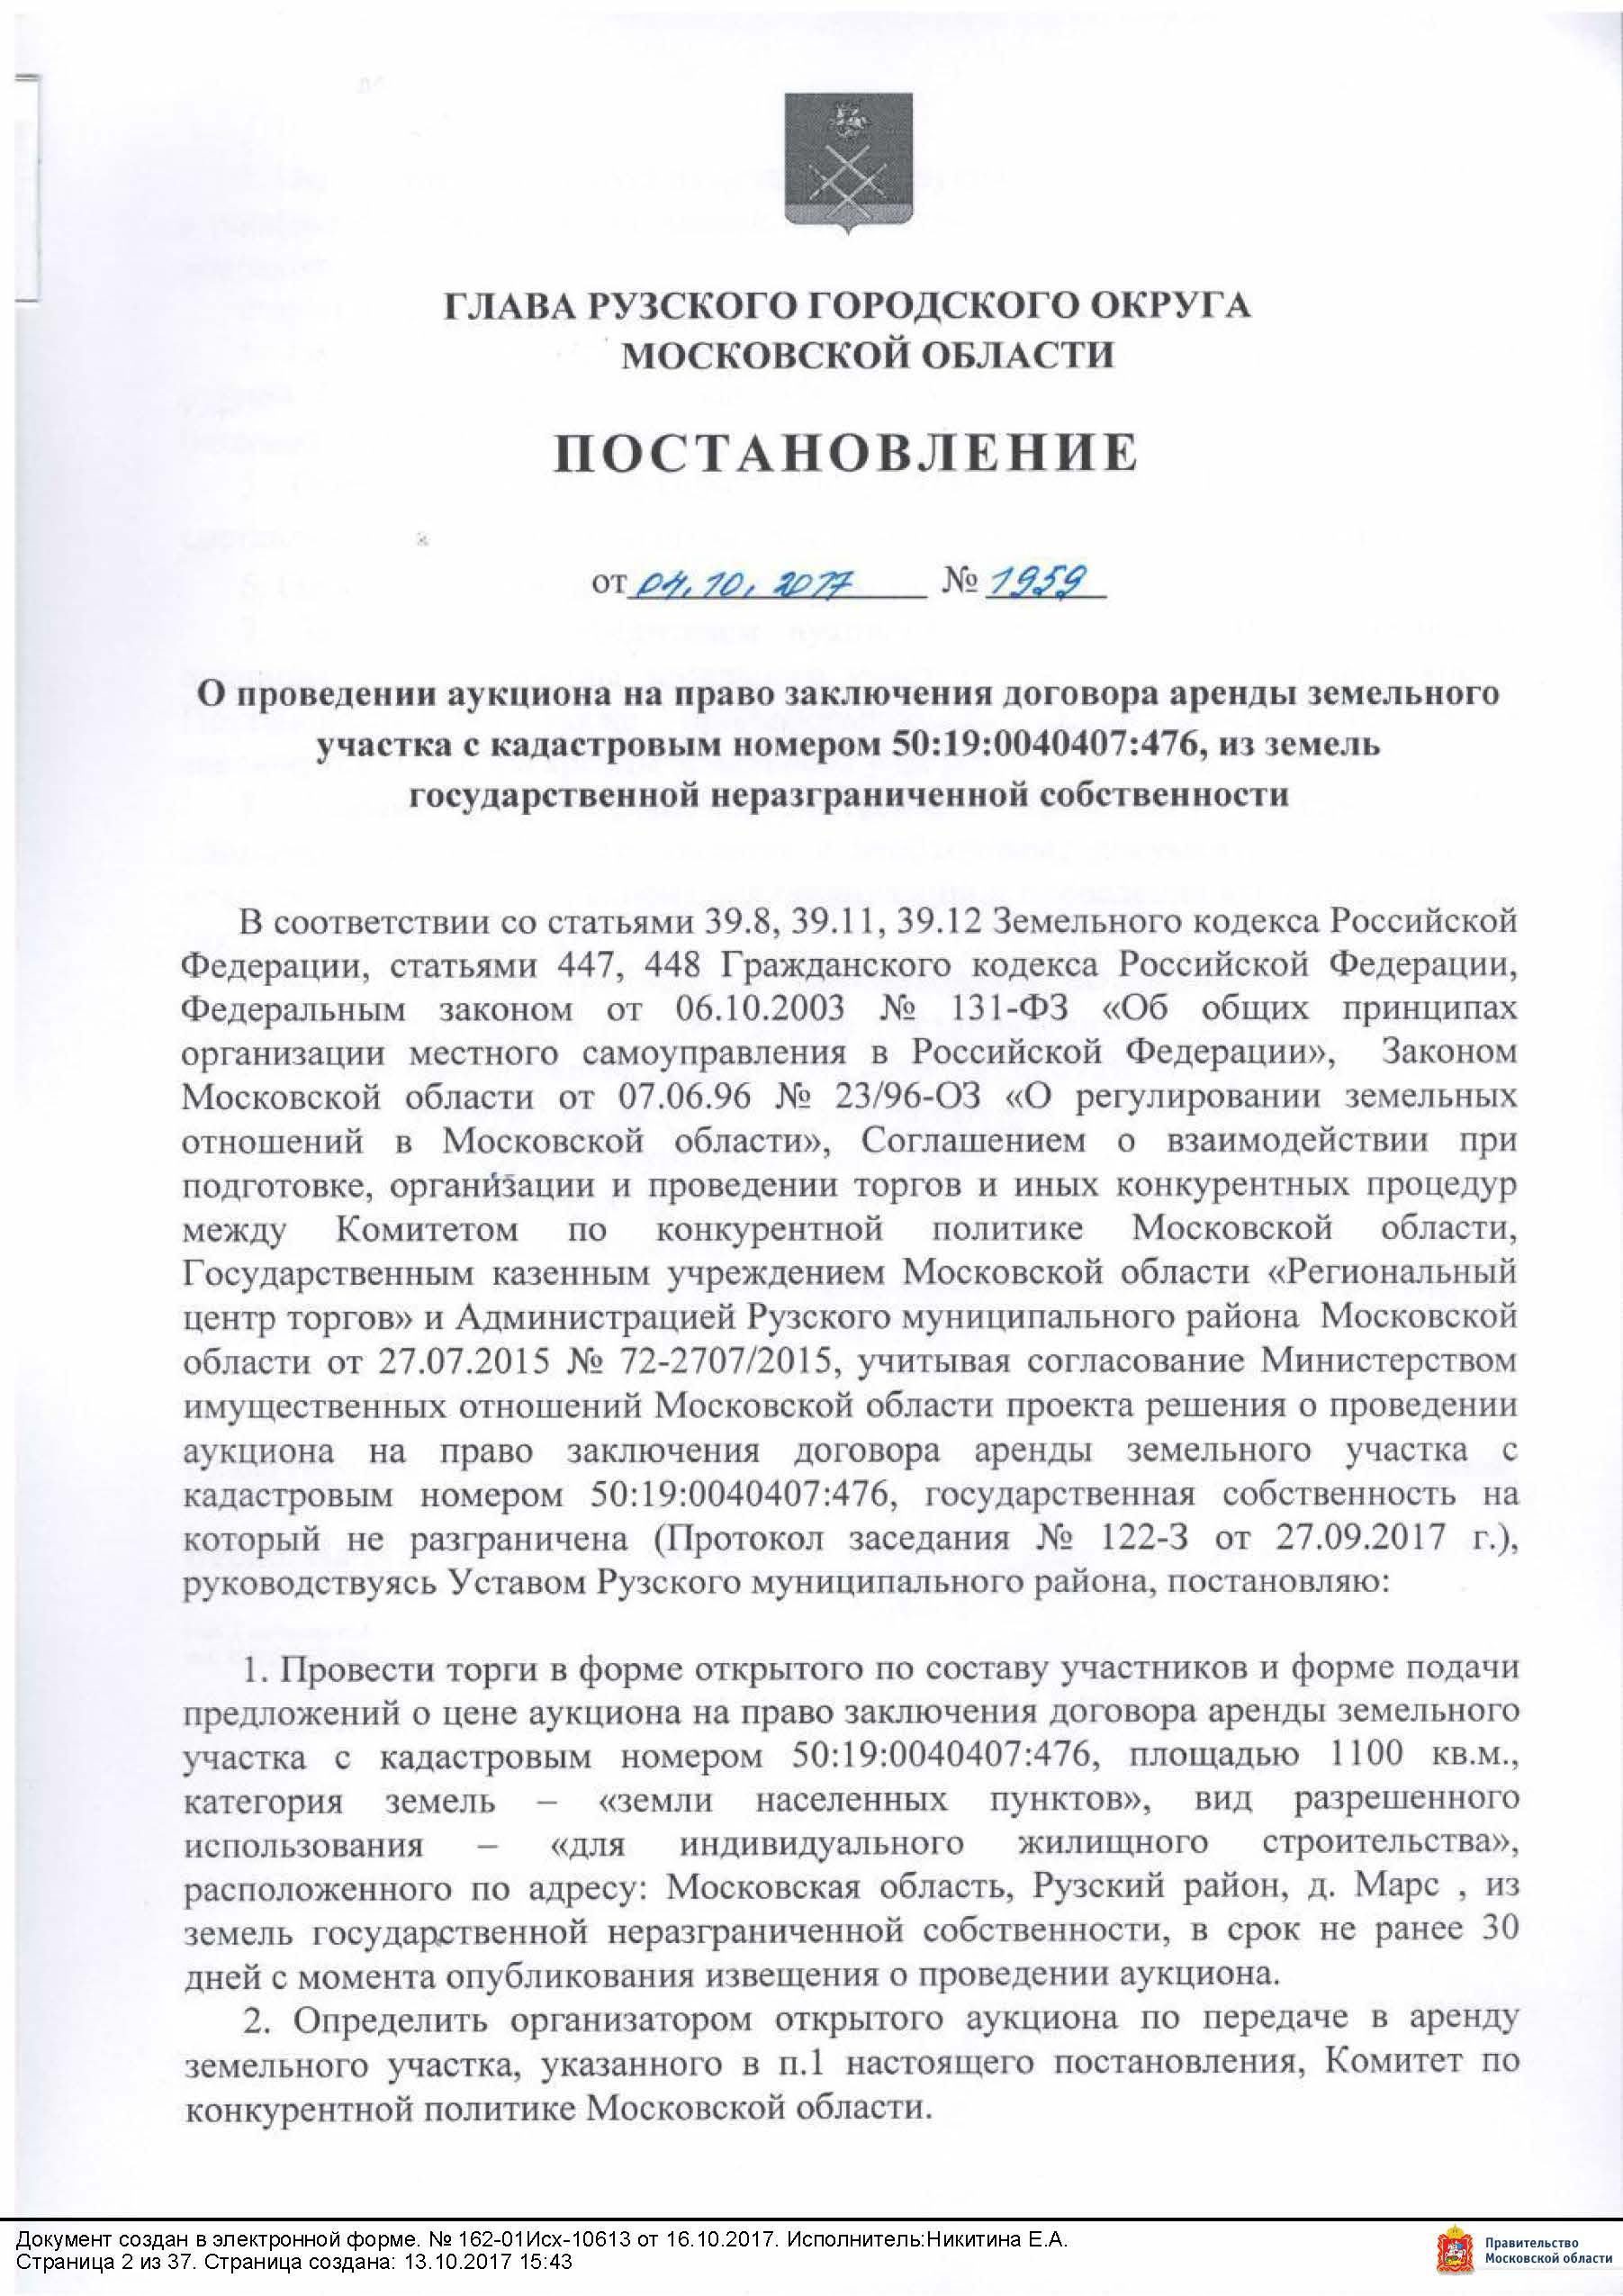 ГЛАВА РУЗСКОГО ГОРОДСКОГО ОКРУГА
МОСКОВСКОЙ ОБЛАСТИ
ПОСТАНОВЛЕНИЕ
от 04.10.2017 № 1959
О проведении аукциона на право заключения договора аренды земельного
участка с кадастровым номером 50:19:0040407:476, из земель
государственной неразграниченной собственности
В соответствии со статьями 39.8, 39.11, 39.12 Земельного кодекса Российской
Федерации, статьями 447, 448 Гражданского кодекса Российской Федерации,
Федеральным законом от 06.10.2003 № 131-ФЗ «Об общих принципах
организации местного самоуправления в Российской Федерации», Законом
Московской области от 07.06.96 № 23/96-ОЗ «О регулировании земельных
отношений в Московской области», Соглашением о взаимодействии при
подготовке, организации и проведении торгов и иных конкурентных процедур
между Комитетом по конкурентной политике Московской области,
Государственным казенным учреждением Московской области «Региональный
центр торгов» и Администрацией Рузского муниципального района Московской
области от 27.07.2015 № 72-2707/2015, учитывая согласование Министерством
имущественных отношений Московской области проекта решения о проведении
аукциона на право заключения договора аренды земельного участка с
кадастровым номером 50:19:0040407:476, государственная собственность на
который не разграничена (Протокол заседания № 122-З от 27.09.2017 г.),
руководствуясь Уставом Рузского муниципального района, постановляю:
1. Провести торги в форме открытого по составу участников и форме подачи
предложений о цене аукциона на право заключения договора аренды земельного
участка с кадастровым номером 50:19:0040407:476, площадью 1100 кв.м.,
категория земель – «земли населенных пунктов», вид разрешенного
использования – «для индивидуального жилищного строительства»,
расположенного по адресу: Московская область, Рузский район, д. Марс , из
земель государственной неразграниченной собственности, в срок не ранее 30
дней с момента опубликования извещения о проведении аукциона.
2. Определить организатором открытого аукциона по передаче в аренду
земельного участка, указанного в п.1 настоящего постановления, Комитет по
конкурентной политике Московской области.
Документ создан в электронной форме. № 162-01Исх-10613 от 16.10.2017. Исполнитель:Никитина Е.А.
Страница 2 из 37. Страница создана: 13.10.2017 15:43
Правительство
Московской области